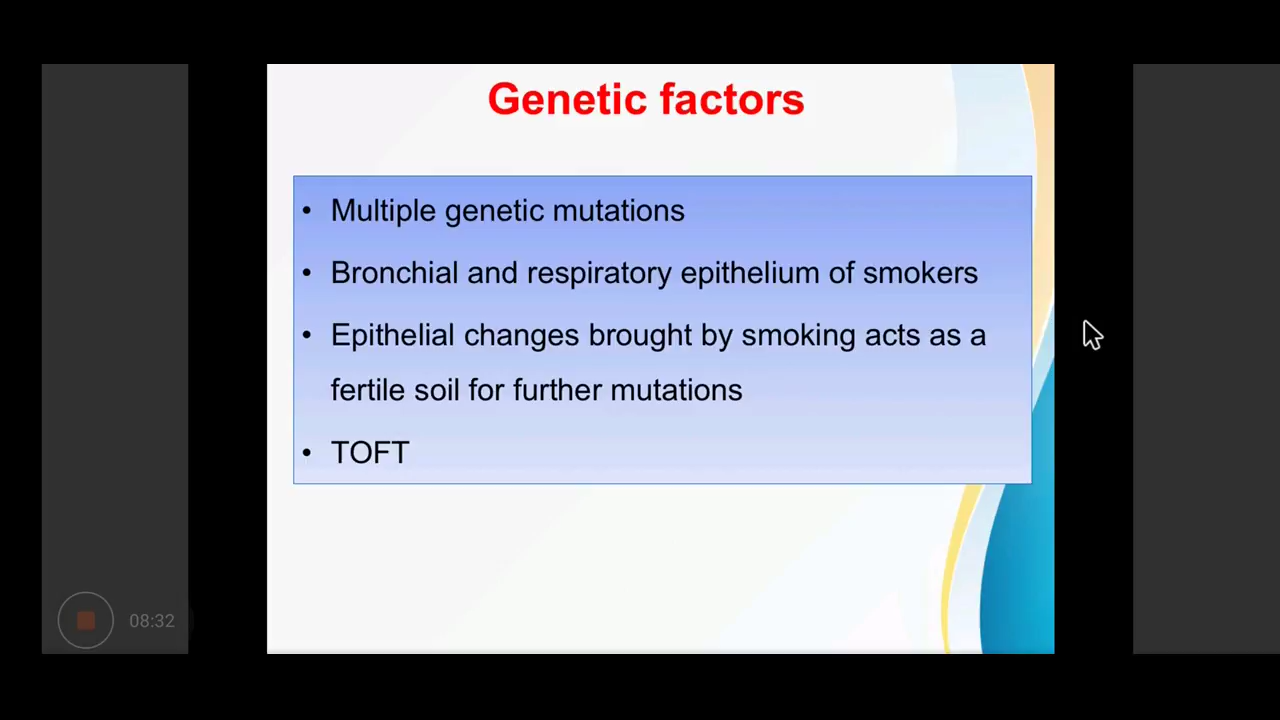 Genetic factors
• Multiple genetic mutations
• Bronchial and respiratory epithelium of smokers
• Epithelial changes brought by smoking acts as a
fertile soil for further mutations
• TOFT
08:32